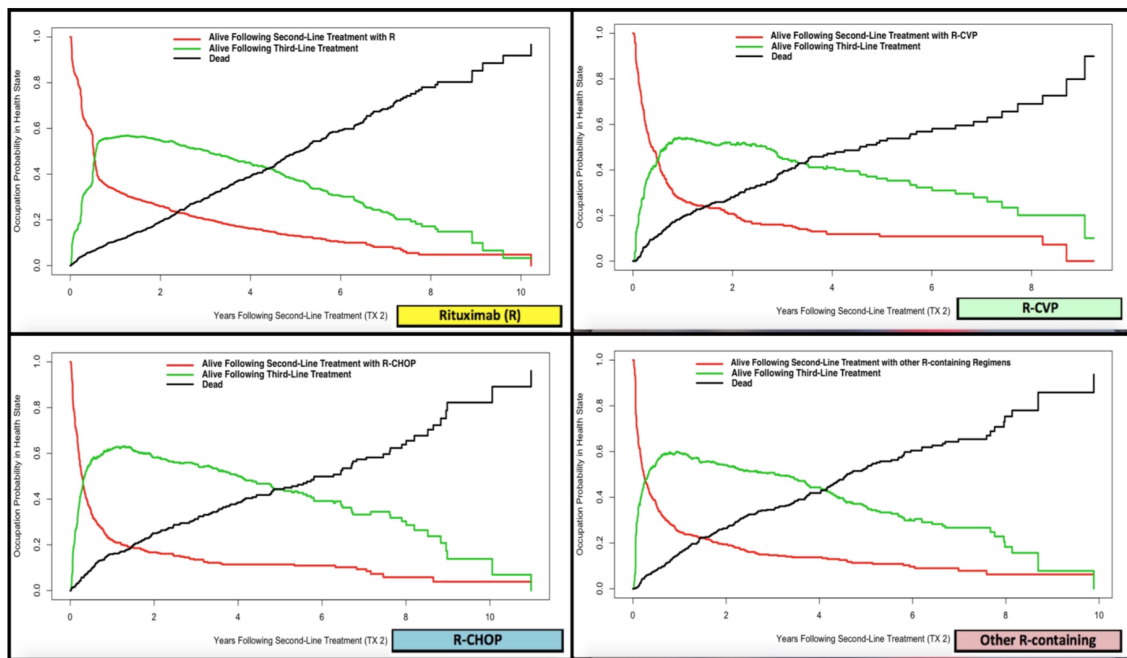 Alive Following Second-Line Treatment with R
Alive Following Third-Line Treatment
Dead
Occupation Probability in Health State
1.0
0.8
0.6
0.4
0.2
0.0
0 2 4 6 8 10
Years Following Second-Line Treatment (TX 2)
Rituximab (R)
Alive Following Second-Line Treatment with R-CVP
Alive Following Third-Line Treatment
Dead
Occupation Probability in Health State
1.0
0.8
0.6
0.4
0.2
0.0
0 2 4 6 8
Years Following Second-Line Treatment (TX 2)
R-CVP
Alive Following Second-Line Treatment with R-CHOP
Alive Following Third-Line Treatment
Dead
Occupation Probability in Health State
1.0
0.8
0.6
0.4
0.2
0.0
0 2 4 6 8 10
Years Following Second-Line Treatment (TX 2)
R-CHOP
Alive Following Second-Line Treatment with other R-containing Regimens
Alive Following Third-Line Treatment
Dead
Occupation Probability in Health State
1.0
0.8
0.6
0.4
0.2
0.0
0 2 4 6 8 10
Years Following Second-Line Treatment (TX 2)
Other R-containing